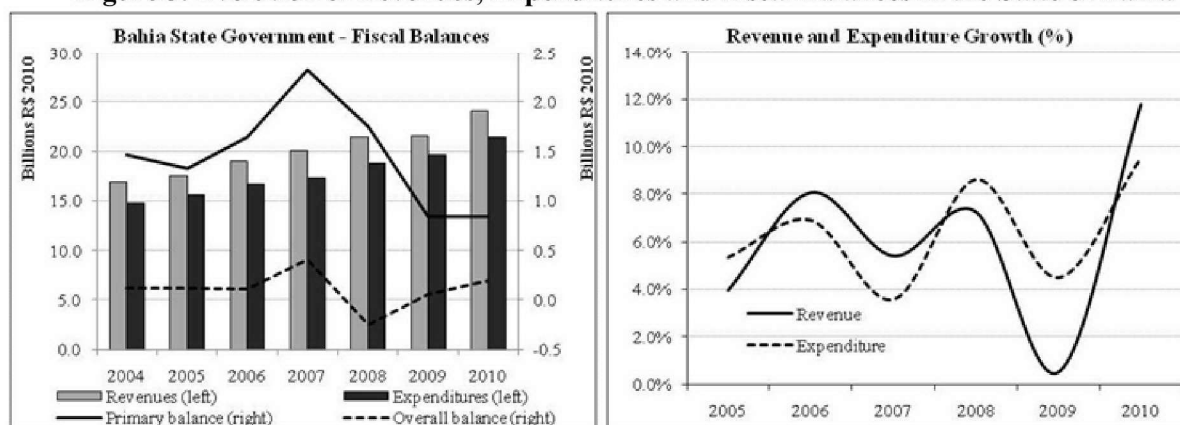 Bahia State Government - Fiscal Balances
Billions R$ 2010
30.0
25.0
20.0
15.0
10.0
5.0
0.0
2.5
2.0
1.5
1.0
0.5
0.0
-0.5
Billions R$ 2010
2004 2005 2006 2007 2008 2009 2010
Revenues (left) Expenditures (left)
Primary balance (right) Overall balance (right)
Revenue and Expenditure Growth (%)
14.0%
12.0%
10.0%
8.0%
6.0%
4.0%
2.0%
0.0%
Revenue
Expenditure
2005 2006 2007 2008 2009 2010